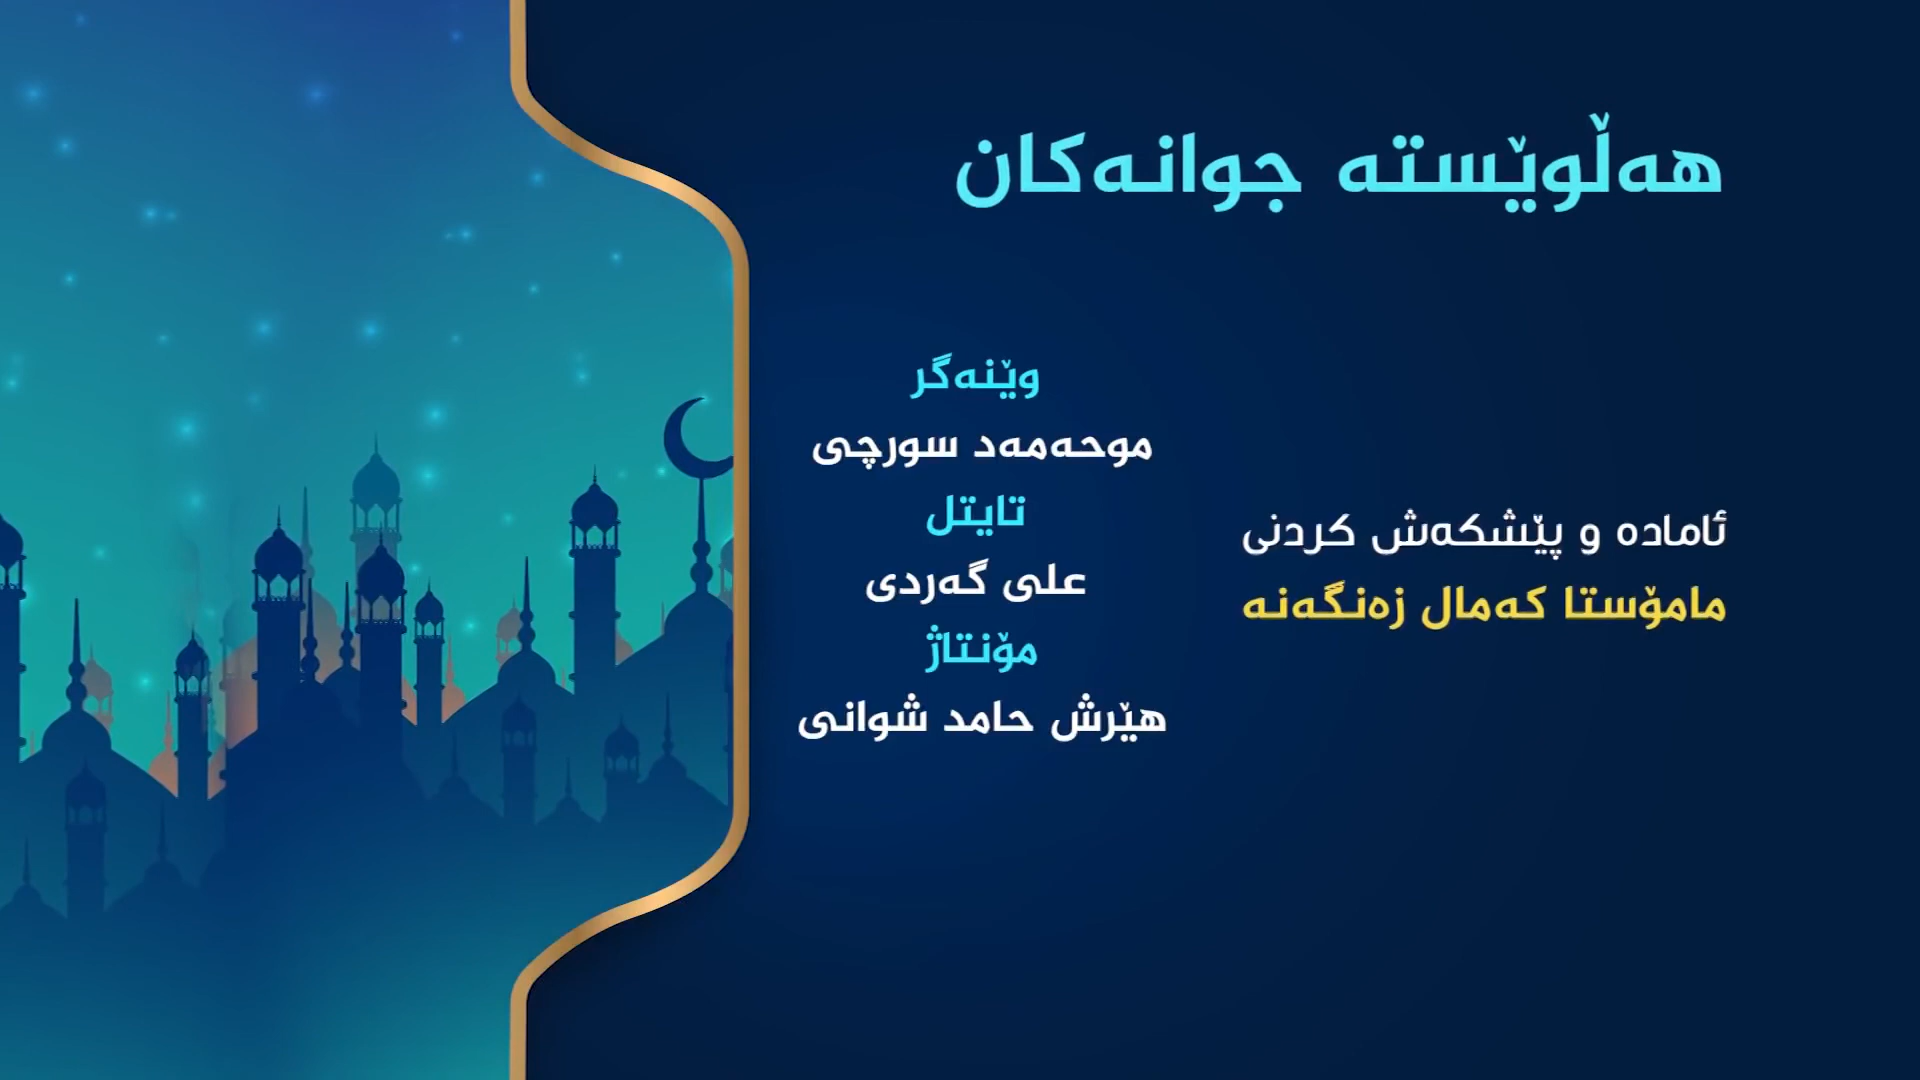 هەڵوێستە جوانەکان
ئامادە و پێشکەش کردنی
مامۆستا کەمال زەنگەنە
وێنەگر
موحەمەد سورچی
تایتل
علی گەردی
مۆنتاژ
هێرش حامد شوانی